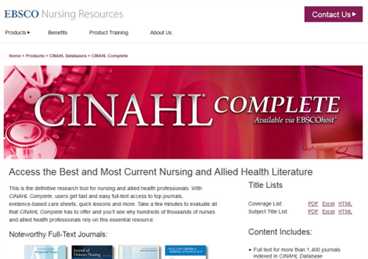 EBSCO Nursing Resources
Contact Us ▸
Products ▸ Benefits Product Training About Us
Home > Products > CINAHL Databases > CINAHL Complete
CINAHL® COMPLETE
Available via EBSCOhost®
Access the Best and Most Current Nursing and Allied Health Literature
This is the definitive research tool for nursing and allied health professionals. With
CINAHL Complete, users get fast and easy full-text access to top journals,
evidence-based care sheets, quick lessons and more. Take a few minutes to evaluate all
that CINAHL Complete has to offer and you'll see why hundreds of thousands of nurses
and allied health professionals rely on this essential resource.
Noteworthy Full-Text Journals:
Title Lists
Coverage List PDF Excel HTML
Subject Title List PDF Excel HTML
Content Includes:
• Full text for more than 1,400 journals
indexed in CINAHL Database